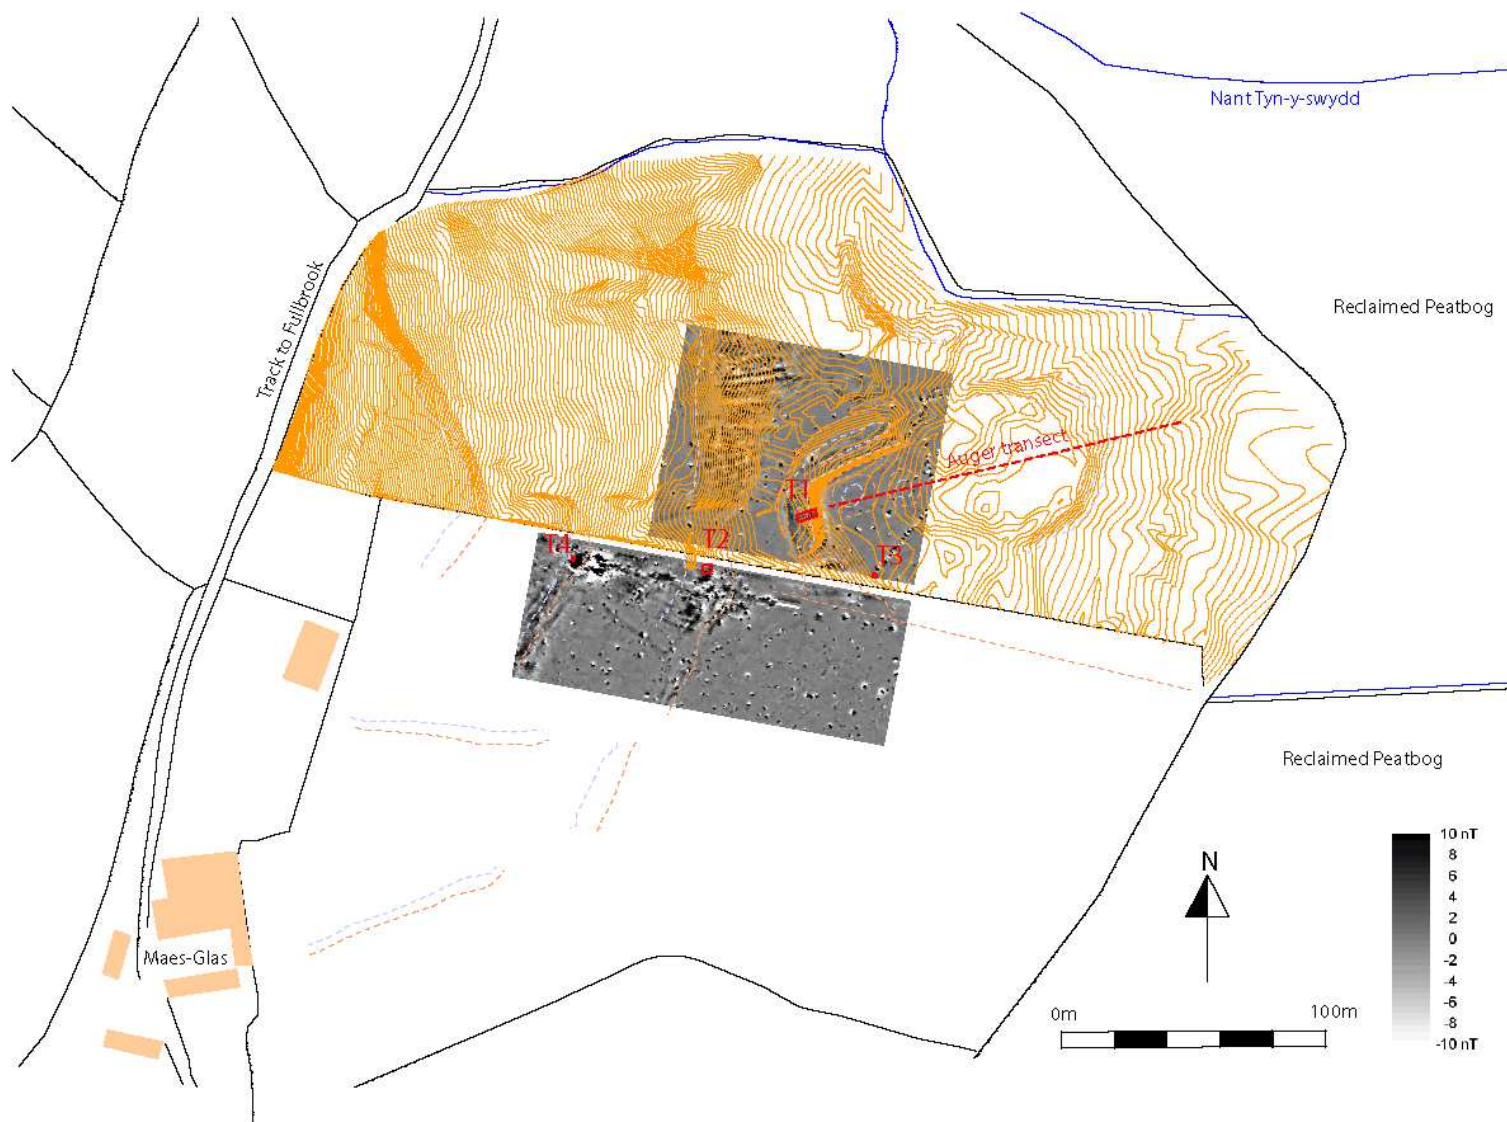 Nant Tyn-y-swydd
Track to Fullbrook
Reclaimed Peatbog
Auger transect
T1
T2
T4
T3
Reclaimed Peatbog
Maes-Glas
N
0m
100m
10 nT
8
6
4
2
0
-2
-4
-6
-8
-10 nT